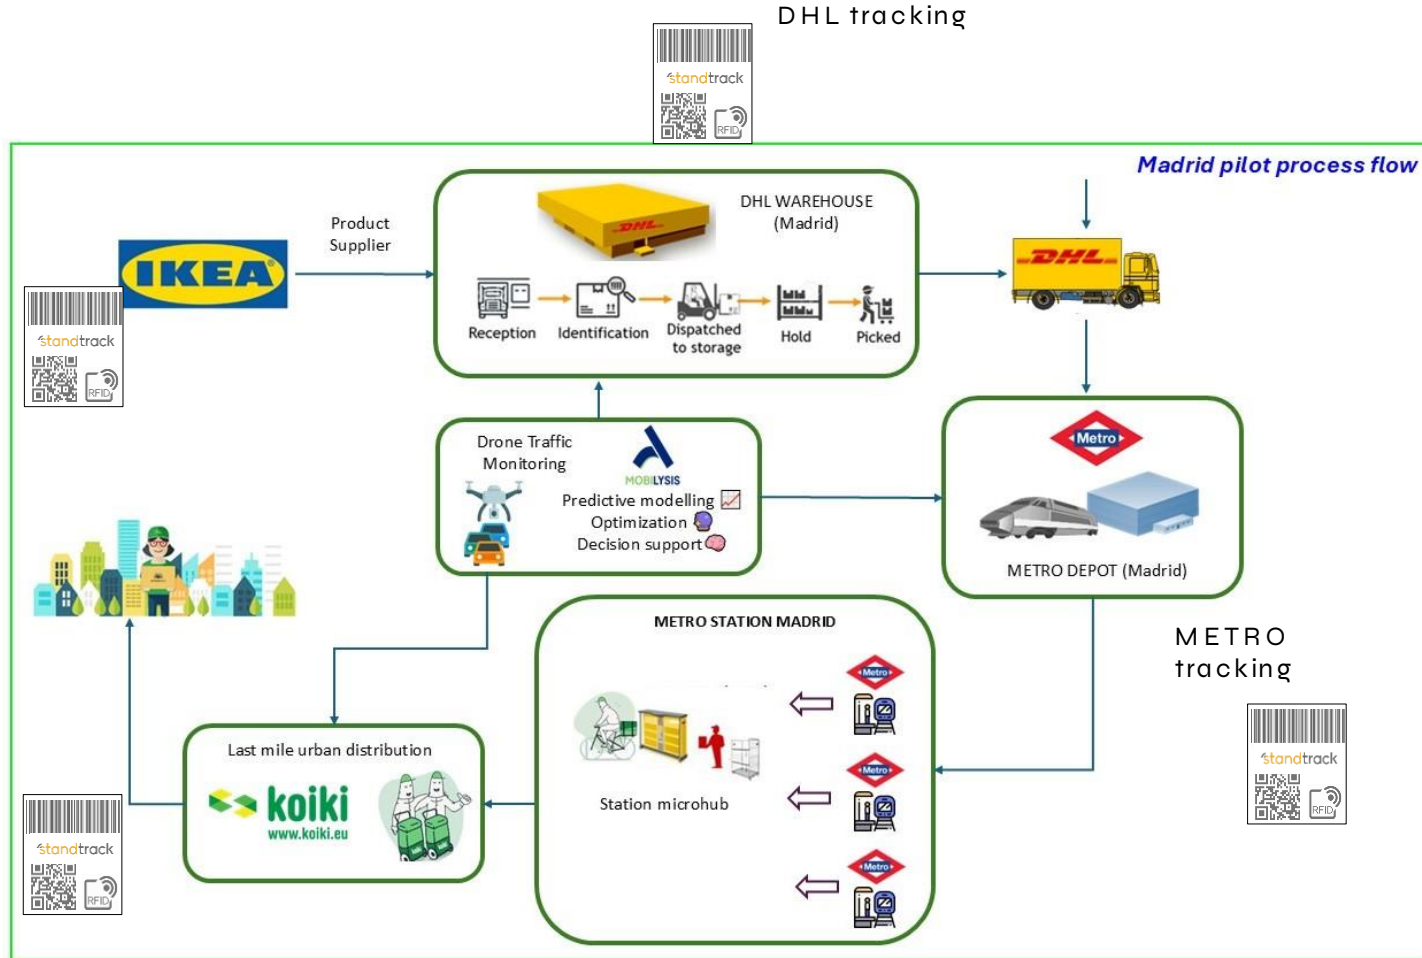 DHL tracking
standtrack
RFID
Madrid pilot process flow
Product
Supplier
IKEA
DHL WAREHOUSE
(Madrid)
DHL
DHL
Reception
Identification
Dispatched
to storage
Hold
Picked
standtrack
RFID
Drone Traffic
Monitoring
MOBILYSIS
Predictive modelling
Optimization
Decision support
Metro
METRO DEPOT (Madrid)
METRO STATION MADRID
Metro
Metro
Metro
Station microhub
METRO
tracking
standtrack
RFID
Last mile urban distribution
koiki
www.koiki.eu
standtrack
RFID